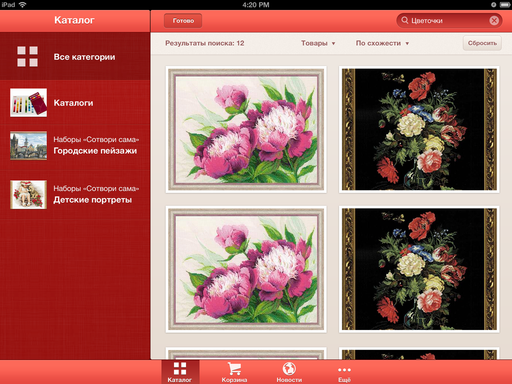 iPad
4:20 PM
Каталог
Готово
Цветочки
Результаты поиска: 12
Товары ▼
По схожести ▼
Сбросить
Все категории
Каталоги
Наборы «Сотвори сама»
Городские пейзажи
Наборы «Сотвори сама»
Детские портреты
Каталог
Корзина
Новости
Ещё